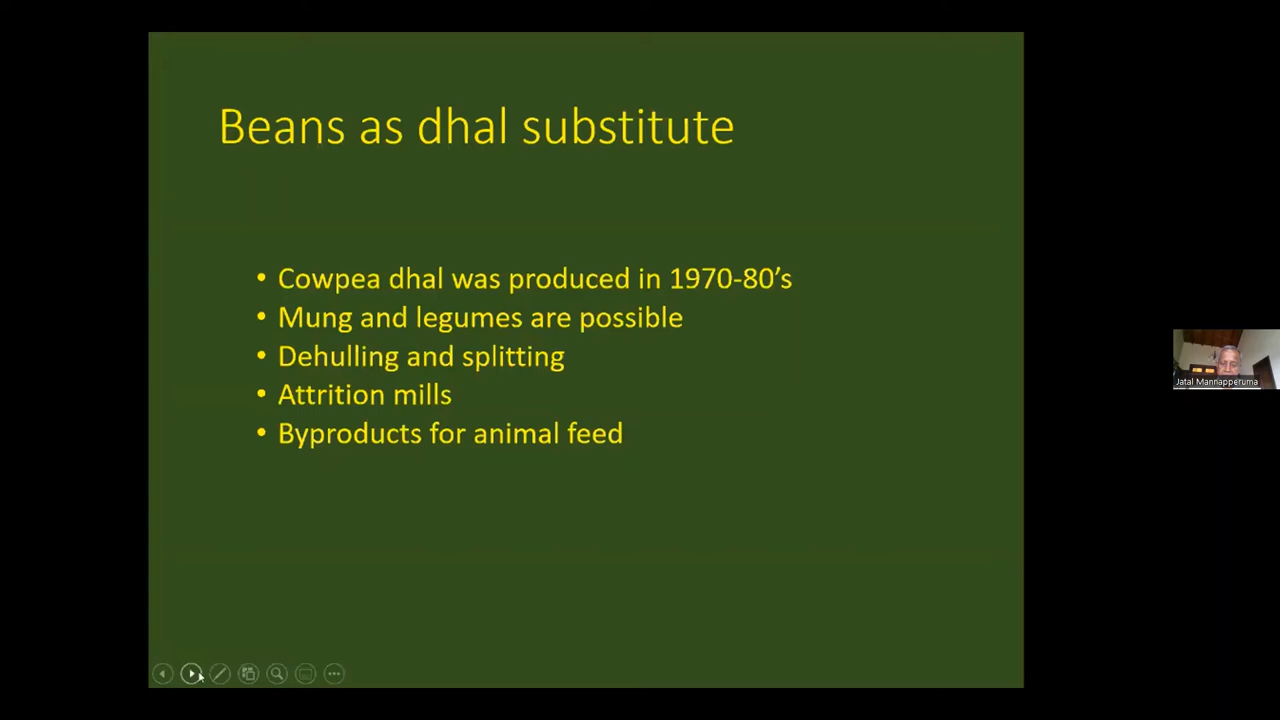 Beans as dhal substitute
• Cowpea dhal was produced in 1970-80’s
• Mung and legumes are possible
• Dehulling and splitting
• Attrition mills
• Byproducts for animal feed
Jatal Mannapperuma